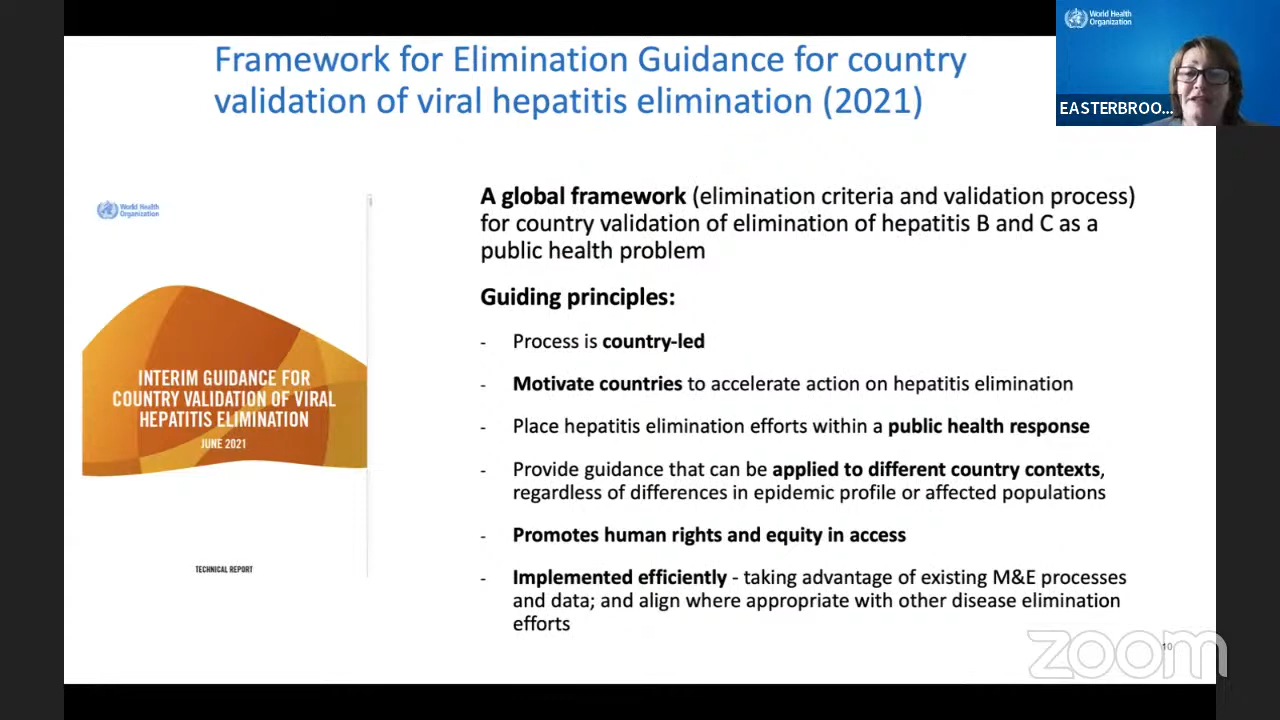 Framework for Elimination Guidance for country
validation of viral hepatitis elimination (2021)
World Health
Organization
EASTERBROO...
World Health
Organization
INTERIM GUIDANCE FOR
COUNTRY VALIDATION OF VIRAL
HEPATITIS ELIMINATION
JUNE 2021
TECHNICAL REPORT
A global framework (elimination criteria and validation process)
for country validation of elimination of hepatitis B and C as a
public health problem
Guiding principles:
- Process is country-led
- Motivate countries to accelerate action on hepatitis elimination
- Place hepatitis elimination efforts within a public health response
- Provide guidance that can be applied to different country contexts,
regardless of differences in epidemic profile or affected populations
- Promotes human rights and equity in access
- Implemented efficiently - taking advantage of existing M&E processes
and data; and align where appropriate with other disease elimination
efforts
10
zoom